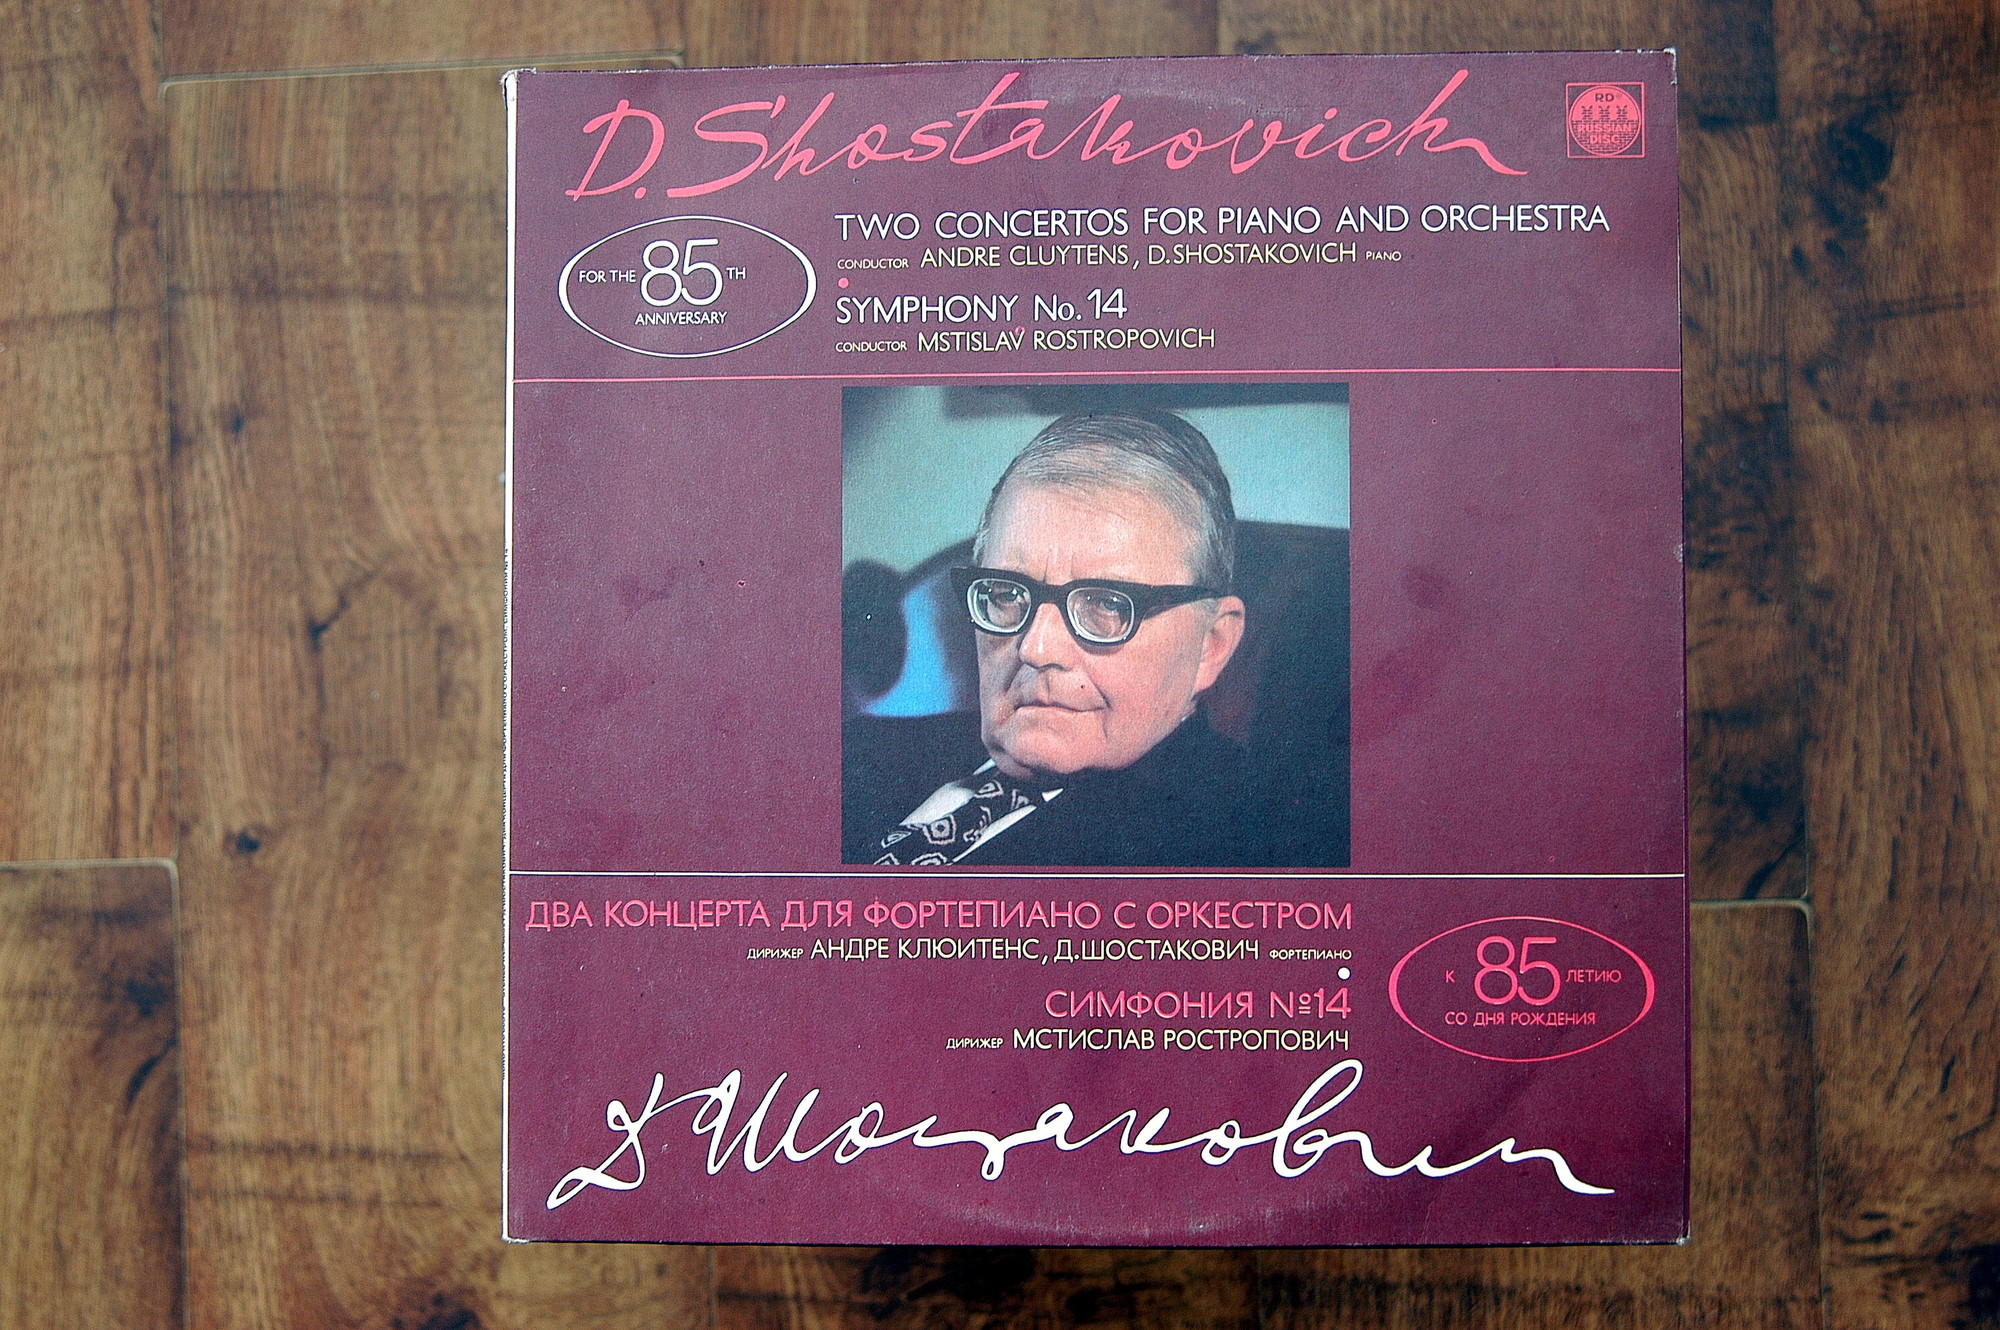 D. Shostakovich
RD
RUSSIAN
DISC
FOR THE 85TH
ANNIVERSARY
TWO CONCERTOS FOR PIANO AND ORCHESTRA
CONDUCTOR ANDRE CLUYTENS, D.SHOSTAKOVICH PIANO
SYMPHONY No. 14
CONDUCTOR MSTISLAV ROSTROPOVICH
ДВА КОНЦЕРТА ДЛЯ ФОРТЕПИАНО С ОРКЕСТРОМ
ДИРИЖЕР АНДРЕ КЛЮИТЕНС, Д.ШОСТАКОВИЧ ФОРТЕПИАНО
СИМФОНИЯ №14
ДИРИЖЕР МСТИСЛАВ РОСТРОПОВИЧ
К 85 ЛЕТИЮ
СО ДНЯ РОЖДЕНИЯ
Д Шостакович